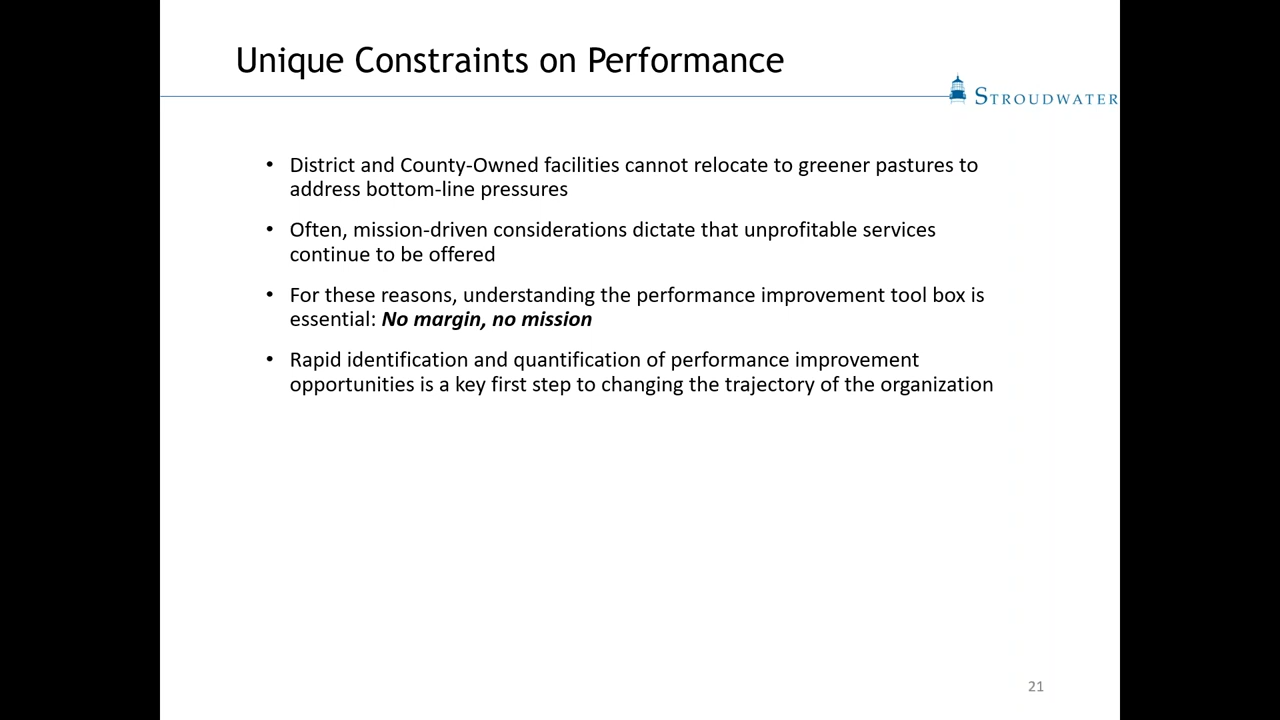 Unique Constraints on Performance
STROUDWATER
• District and County-Owned facilities cannot relocate to greener pastures to
address bottom-line pressures
• Often, mission-driven considerations dictate that unprofitable services
continue to be offered
• For these reasons, understanding the performance improvement tool box is
essential: No margin, no mission
• Rapid identification and quantification of performance improvement
opportunities is a key first step to changing the trajectory of the organization
21